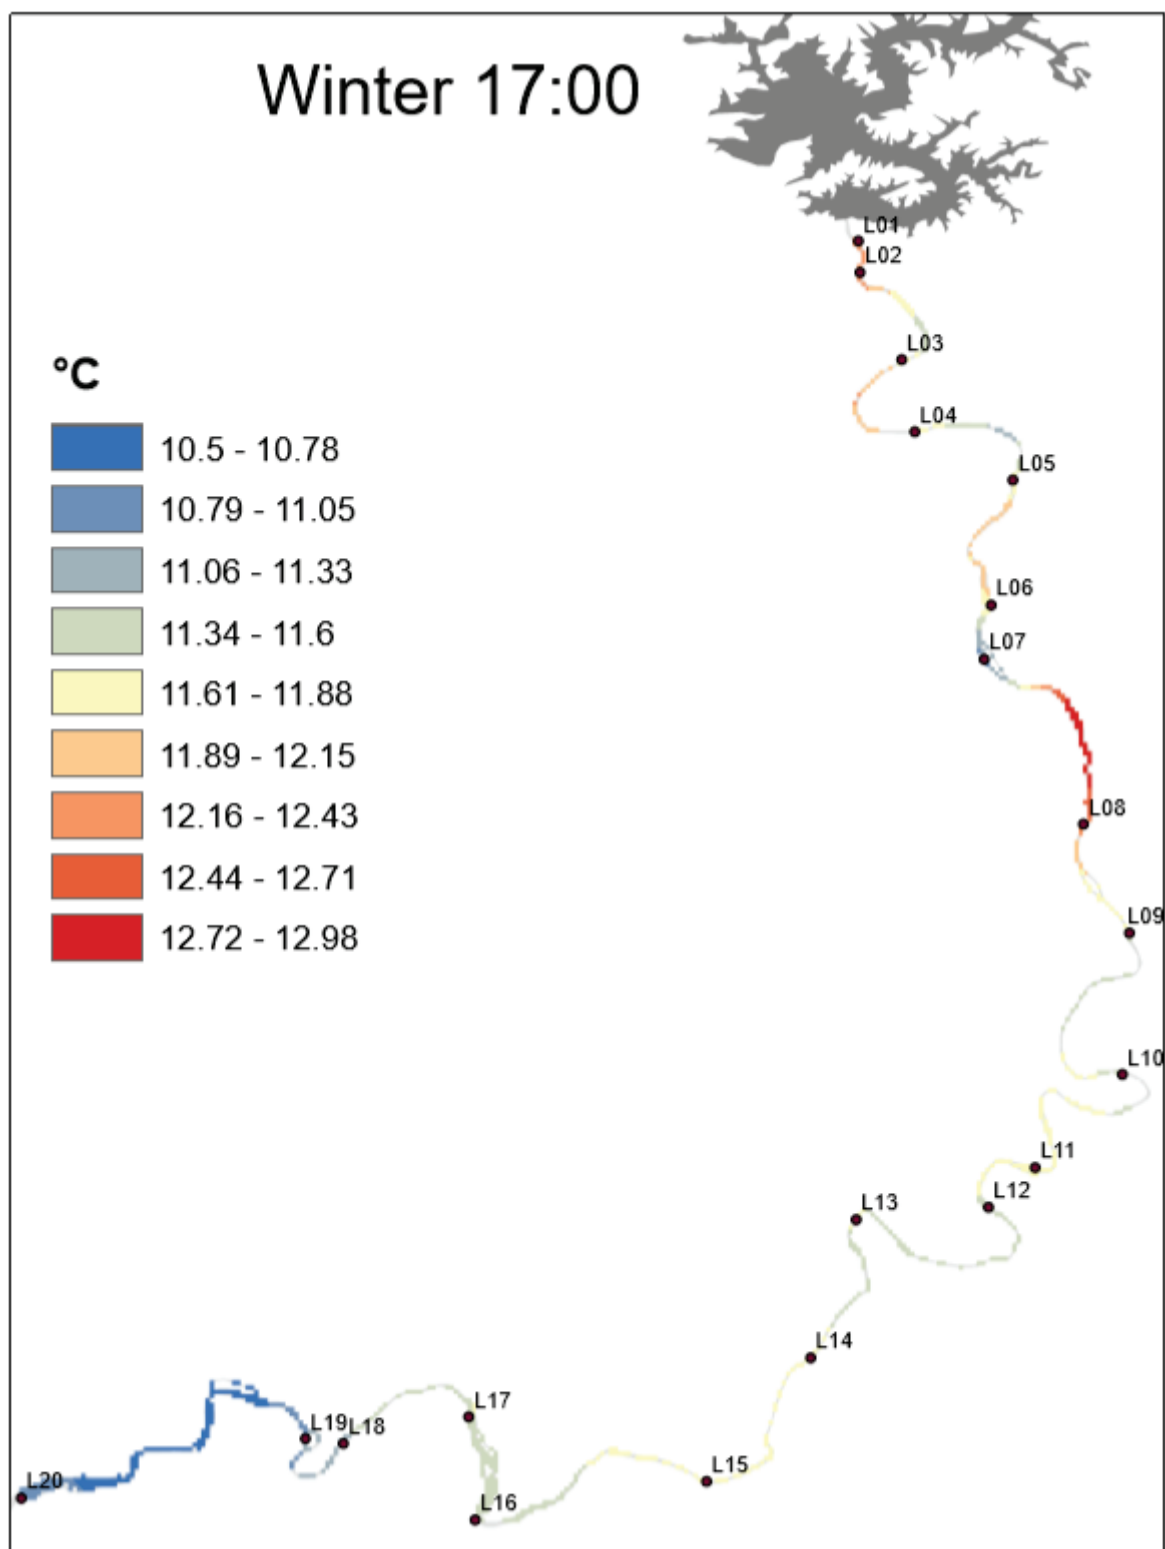 Winter 17:00
L01
L02
L03
°C
L04
10.5 - 10.78
L05
10.79 - 11.05
11.06 - 11.33
L06
11.34 - 11.6
L07
11.61 - 11.88
11.89 - 12.15
12.16 - 12.43
L08
12.44 - 12.71
L09
12.72 - 12.98
L10
L11
L12
L13
L14
L17
L19
L18
L15
L20
L16